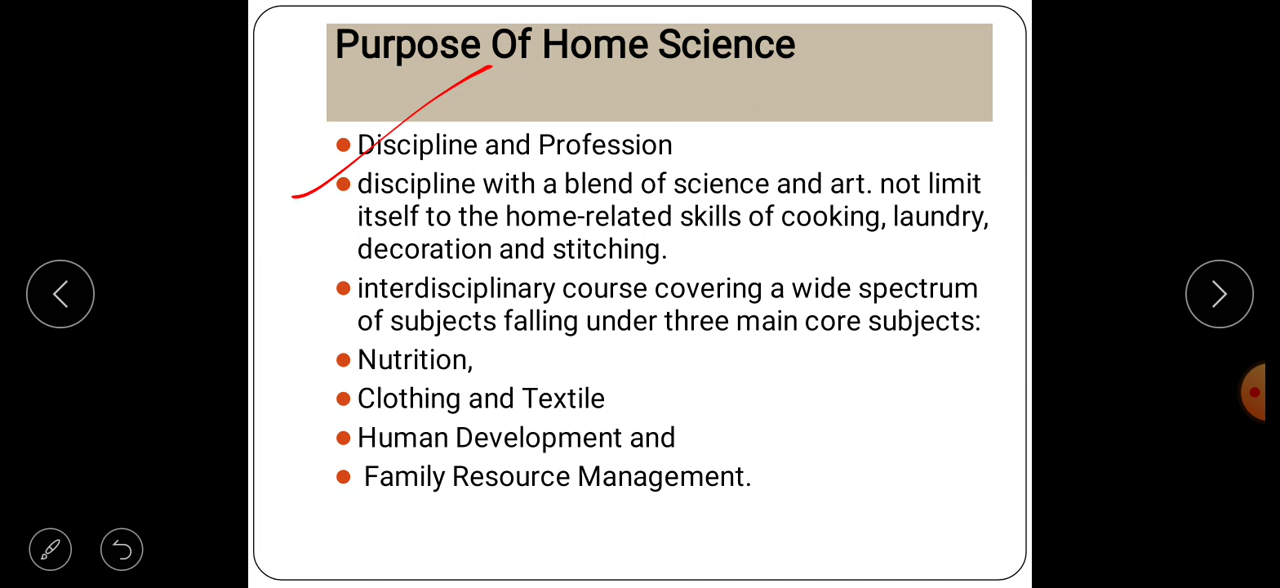 Purpose Of Home Science
Discipline and Profession
discipline with a blend of science and art. not limit
itself to the home-related skills of cooking, laundry,
decoration and stitching.
interdisciplinary course covering a wide spectrum
of subjects falling under three main core subjects:
Nutrition,
Clothing and Textile
Human Development and
Family Resource Management.